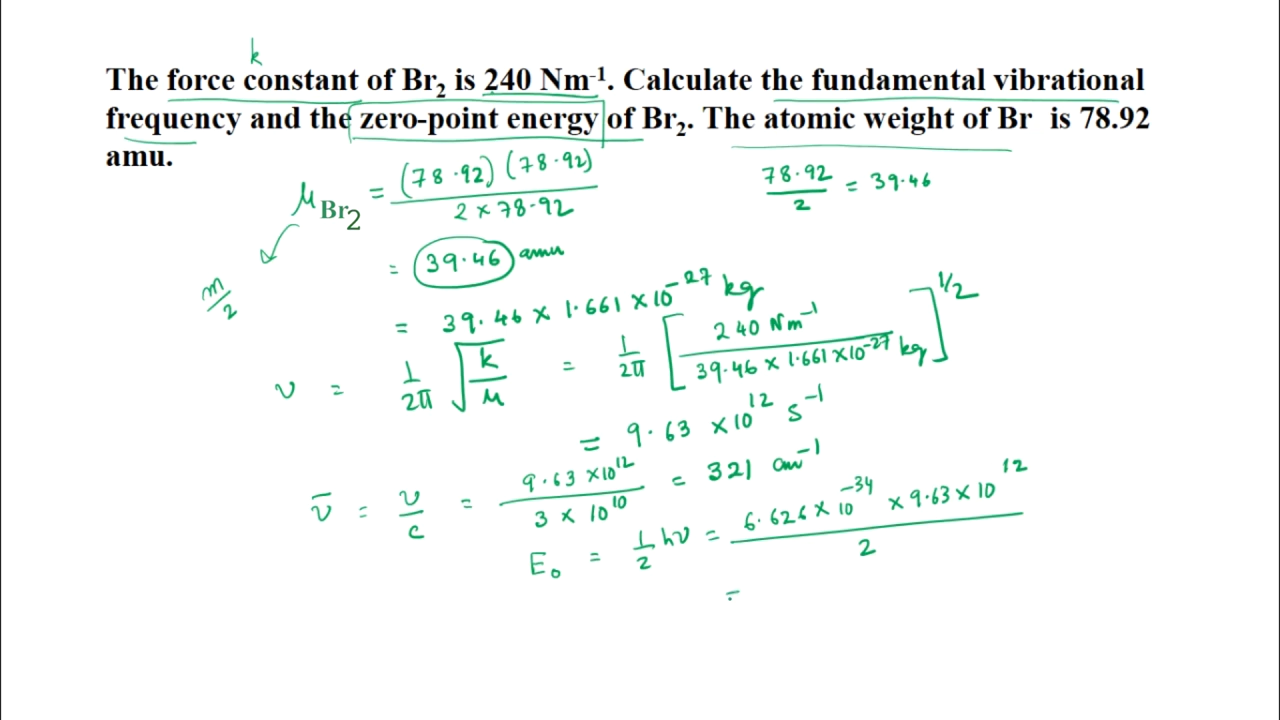 k
The force constant of Br₂ is 240 Nm⁻¹. Calculate the fundamental vibrational
frequency and the zero-point energy of Br₂. The atomic weight of Br is 78.92
amu.
μ Br₂ = (78.92) (78.92) / 2 × 78.92
78.92 / 2 = 39.46
= 39.46 amu
m/2
= 39.46 × 1.661 × 10⁻²⁷ kg
ν = 1/2π √(k/μ) = 1/2π [240 Nm⁻¹ / 39.46 × 1.661 × 10⁻²⁷ kg]^1/2
= 9.63 × 10¹² s⁻¹
ν̄ = ν/c = 9.63 × 10¹² / 3 × 10¹⁰ = 321 cm⁻¹
E₀ = 1/2 hν = 6.626 × 10⁻³⁴ × 9.63 × 10¹² / 2
=